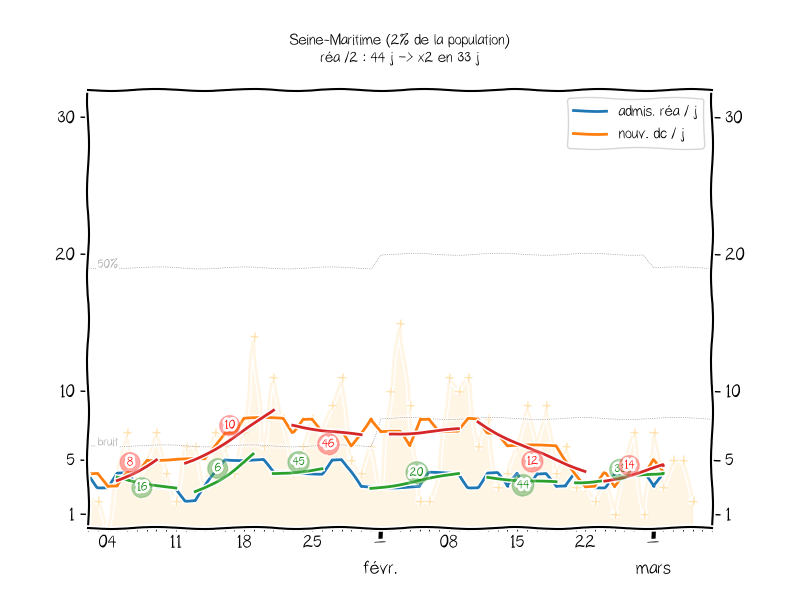 Seine-Maritime (2% de la population)
réa /2 : 44 j -> x2 en 33 j
admis. réa / j
nouv. dc / j
30 30
20 20
50%
10 10
bruit
5 5
1 1
10
46
8
6
45
20
12
14
16
44
04 11 18 25 08 15 22
févr. mars